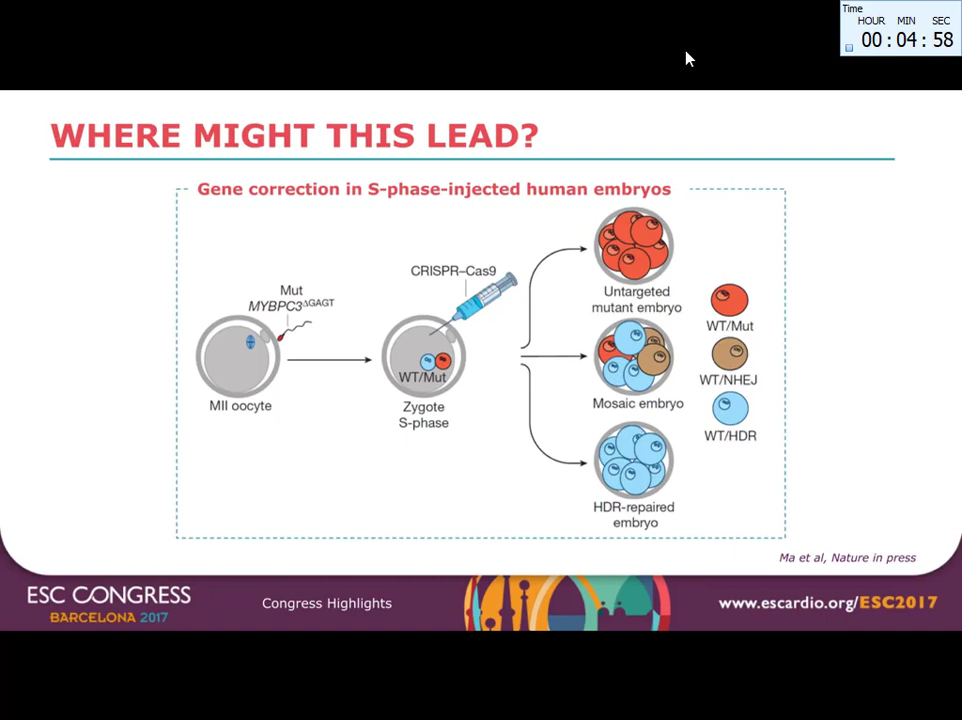 Time
HOUR MIN SEC
00:04:58
WHERE MIGHT THIS LEAD?
Gene correction in S-phase-injected human embryos
CRISPR–Cas9
Mut
MYBPC3ΔGAGT
WT/Mut
MII oocyte
Zygote
S-phase
Untargeted
mutant embryo
Mosaic embryo
HDR-repaired
embryo
WT/Mut
WT/NHEJ
WT/HDR
Ma et al, Nature in press
ESC CONGRESS
BARCELONA 2017
Congress Highlights
www.escardio.org/ESC2017